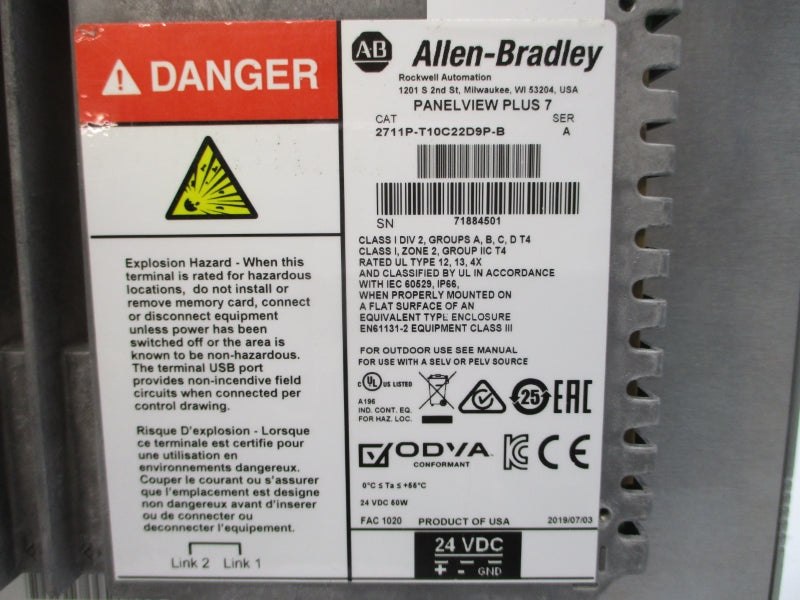 DANGER
Explosion Hazard - When this
terminal is rated for hazardous
locations, do not install or
remove memory card, connect
or disconnect equipment
unless power has been
switched off or the area is
known to be non-hazardous.
The terminal USB port
provides non-incendive field
circuits when connected per
control drawing.
Risque D'explosion - Lorsque
ce terminale est certifie pour
une utilisation en
environnements dangereux.
Couper le courant ou s'assurer
que l'emplacement est designe
non dangereux avant d'inserer
ou de connecter ou
deconnecter l'equipement.
Link 2 Link 1
A-B Allen-Bradley
Rockwell Automation
1201 S 2nd St, Milwaukee, WI 53204, USA
PANELVIEW PLUS 7
CAT SER
2711P-T10C22D9P-B A
SN 71884501
CLASS I DIV 2, GROUPS A, B, C, D T4
CLASS I, ZONE 2, GROUP IIC T4
RATED UL TYPE 12, 13, 4X
AND CLASSIFIED BY UL IN ACCORDANCE
WITH IEC 60529, IP66,
WHEN PROPERLY MOUNTED ON
A FLAT SURFACE OF AN
EQUIVALENT TYPE ENCLOSURE
EN61131-2 EQUIPMENT CLASS III
FOR OUTDOOR USE SEE MANUAL
FOR USE WITH A SELV OR PELV SOURCE
C UL US LISTED 25 EAC
A196
IND. CONT. EQ.
FOR HAZ. LOC.
ODVA
CONFORMANT
KC CE
0°C ≤ Ta ≤ +55°C
24 VDC 50W
FAC 1020 PRODUCT OF USA 2019/07/03
24 VDC
+ - GND